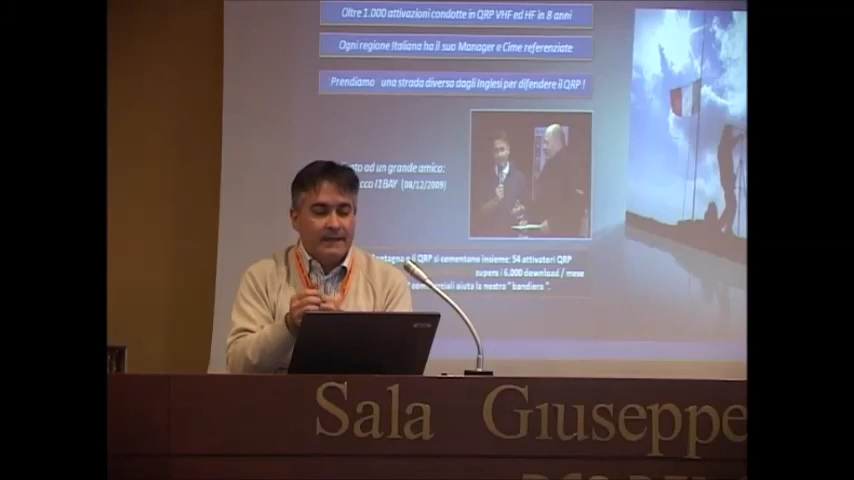 Oltre 1.000 attivazioni condotte in QRP VHF ed HF in 8 anni
Ogni regione Italiana ha il suo Manager e Cime referenziate
Prendiamo una strada diversa dagli Inglesi per difendere il QRP !
ad un grande amico:
I1BAY (08/12/2009)
e il QRP si cementano insieme: 54 attivatori QRP
supera i 6.000 download / mese
aiuta la nostra " bandiera ".
Sala Giuseppe